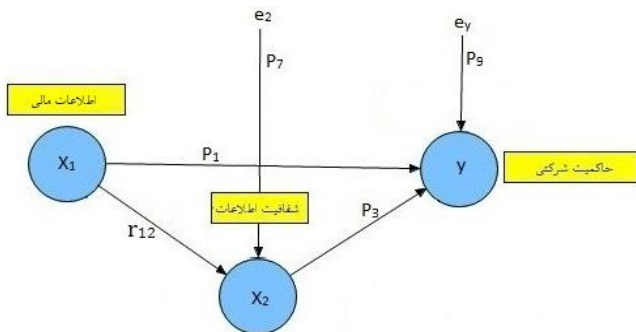 e2
ey
P7
P9
اطلاعات مالی
X1
P1
y
حاکمیت شرکتی
شفافیت اطلاعات
P3
r12
X2